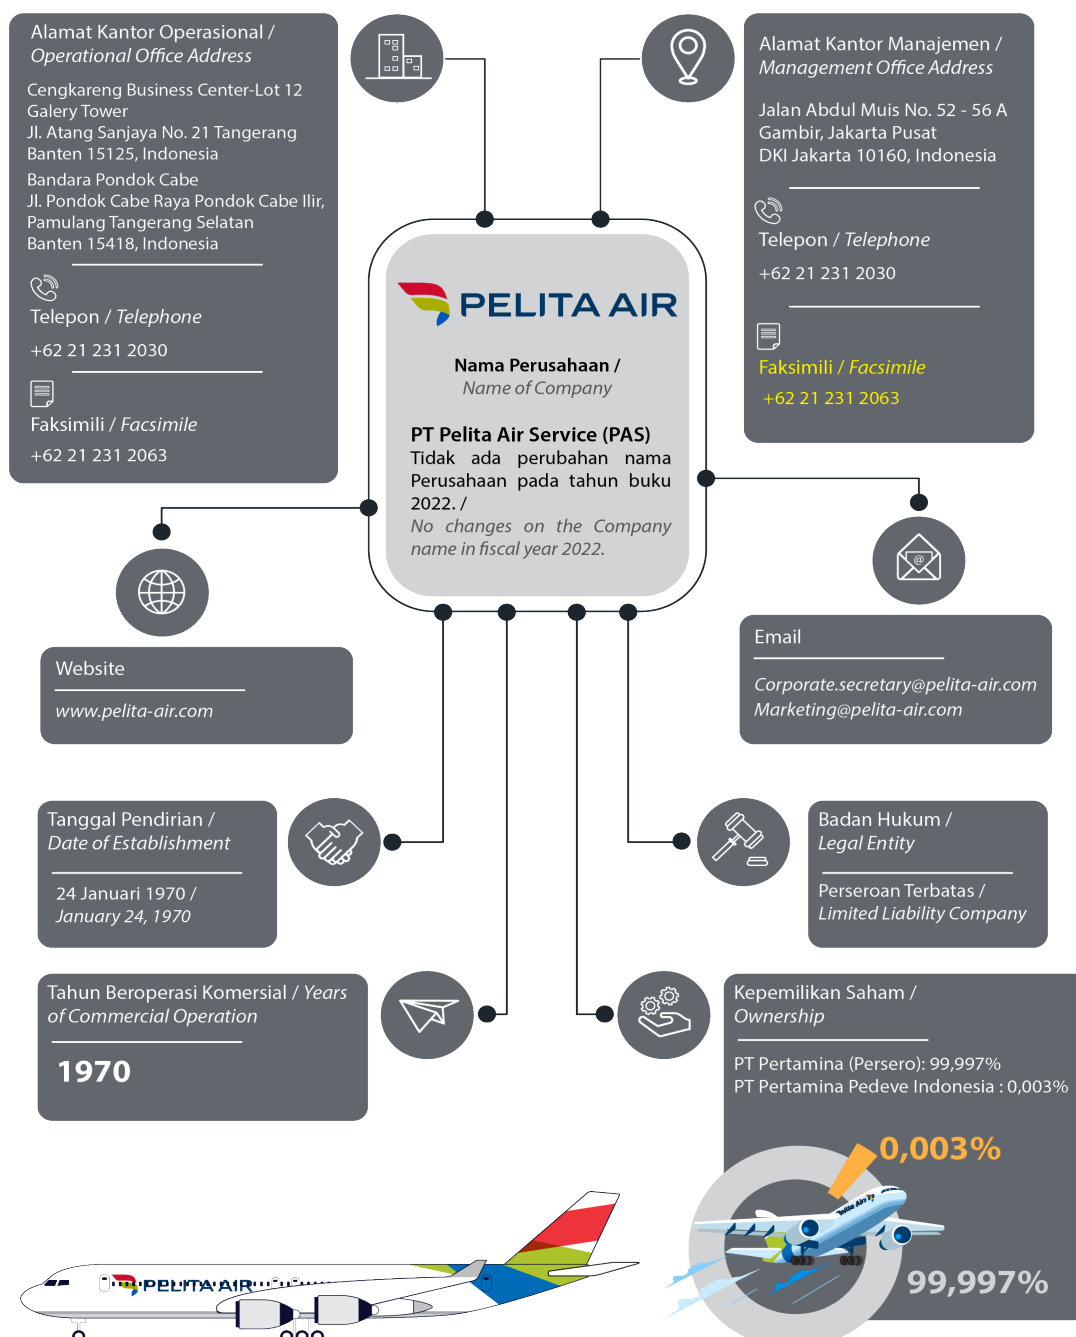 Alamat Kantor Operasional /
Operational Office Address
Cengkareng Business Center-Lot 12
Galery Tower
Jl. Atang Sanjaya No. 21 Tangerang
Banten 15125, Indonesia
Bandara Pondok Cabe
Jl. Pondok Cabe Raya Pondok Cabe Ilir,
Pamulang Tangerang Selatan
Banten 15418, Indonesia
Telepon / Telephone
+62 21 231 2030
Faksimili / Facsimile
+62 21 231 2063
Alamat Kantor Manajemen /
Management Office Address
Jalan Abdul Muis No. 52 - 56 A
Gambir, Jakarta Pusat
DKI Jakarta 10160, Indonesia
Telepon / Telephone
+62 21 231 2030
Faksimili / Facsimile
+62 21 231 2063
PELITA AIR
Nama Perusahaan /
Name of Company
PT Pelita Air Service (PAS)
Tidak ada perubahan nama
Perusahaan pada tahun buku
2022. /
No changes on the Company
name in fiscal year 2022.
@
Website
www.pelita-air.com
Email
Corporate.secretary@pelita-air.com
Marketing@pelita-air.com
Tanggal Pendirian /
Date of Establishment
24 Januari 1970 /
January 24, 1970
Badan Hukum /
Legal Entity
Perseroan Terbatas /
Limited Liability Company
Tahun Beroperasi Komersial / Years
of Commercial Operation
1970
Kepemilikan Saham /
Ownership
PT Pertamina (Persero): 99,997%
PT Pertamina Pedeve Indonesia : 0,003%
0,003%
Pelita Air
99,997%
PELITA AIR